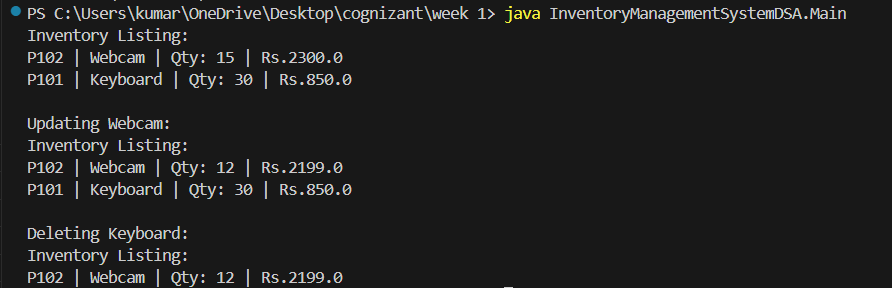 PS C:\Users\kumar\OneDrive\Desktop\cognizant\week 1> java InventoryManagementSystemDSA.Main
Inventory Listing:
P102 | Webcam | Qty: 15 | Rs.2300.0
P101 | Keyboard | Qty: 30 | Rs.850.0

Updating Webcam:
Inventory Listing:
P102 | Webcam | Qty: 12 | Rs.2199.0
P101 | Keyboard | Qty: 30 | Rs.850.0

Deleting Keyboard:
Inventory Listing:
P102 | Webcam | Qty: 12 | Rs.2199.0